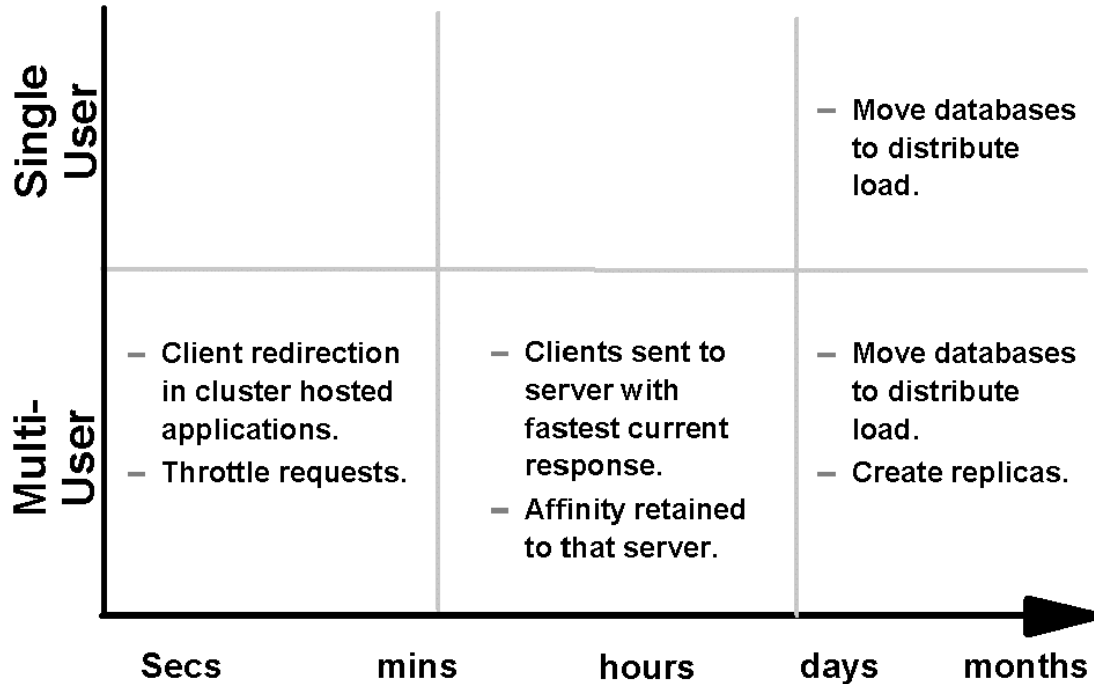 Single
User
– Move databases
to distribute
load.
Multi-
User
– Client redirection
in cluster hosted
applications.
– Throttle requests.
– Clients sent to
server with
fastest current
response.
– Affinity retained
to that server.
– Move databases
to distribute
load.
– Create replicas.
Secs mins hours days months